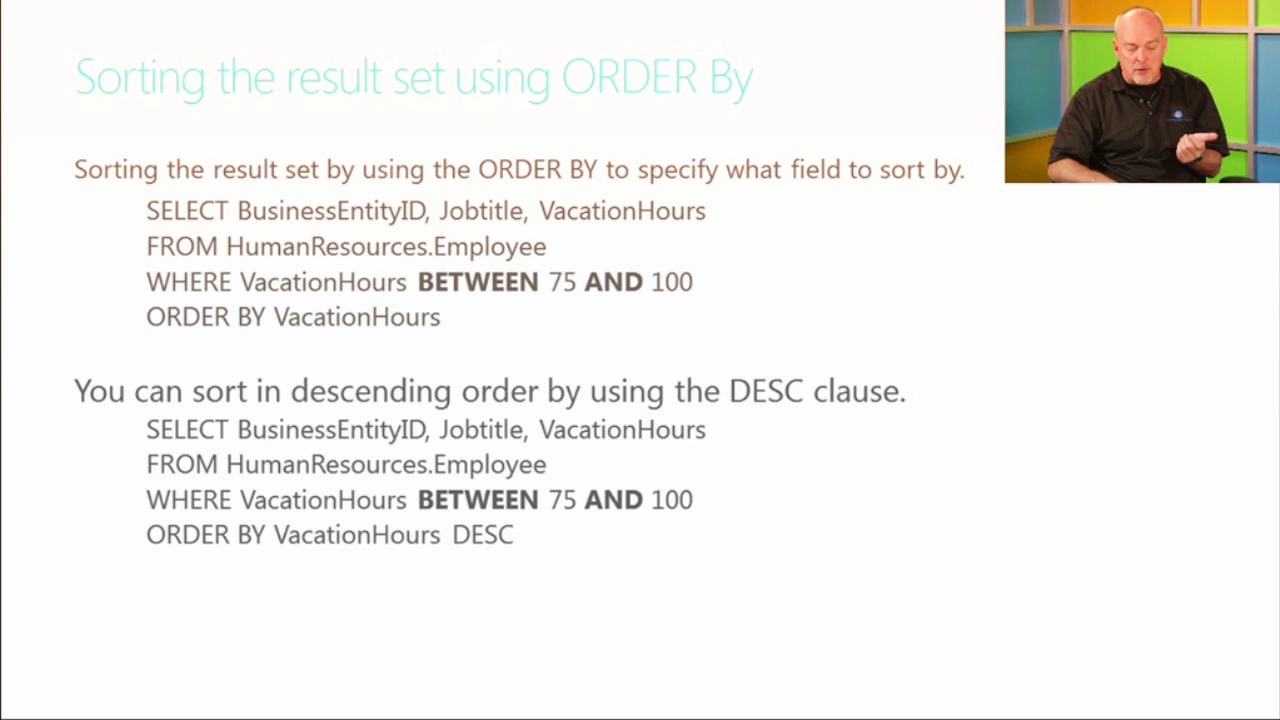 Sorting the result set using ORDER By
Sorting the result set by using the ORDER BY to specify what field to sort by.
SELECT BusinessEntityID, Jobtitle, VacationHours
FROM HumanResources.Employee
WHERE VacationHours BETWEEN 75 AND 100
ORDER BY VacationHours
You can sort in descending order by using the DESC clause.
SELECT BusinessEntityID, Jobtitle, VacationHours
FROM HumanResources.Employee
WHERE VacationHours BETWEEN 75 AND 100
ORDER BY VacationHours DESC